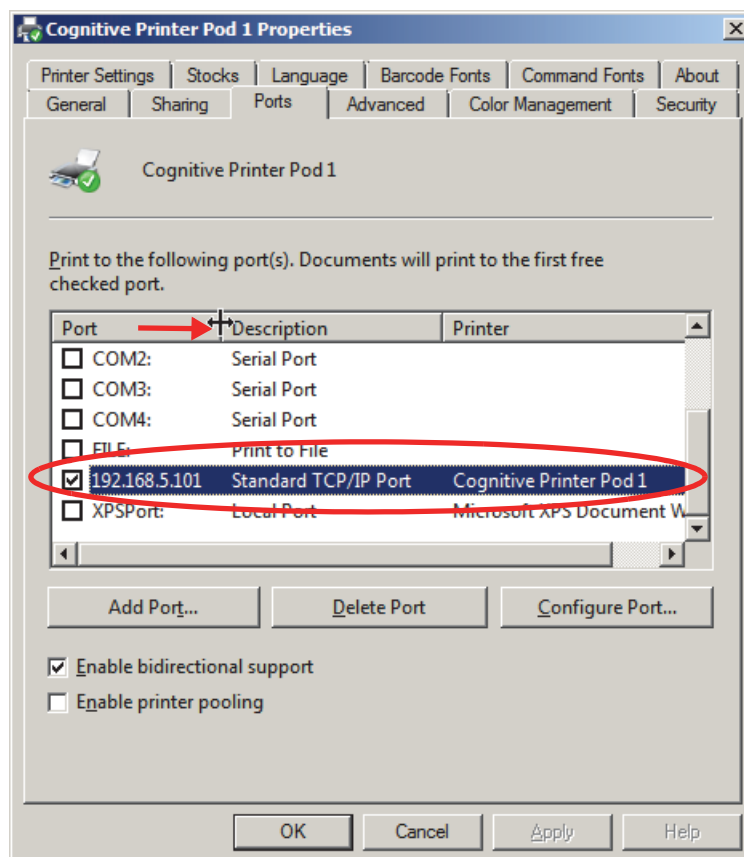 Cognitive Printer Pod 1 Properties
Printer Settings Stocks Language Barcode Fonts Command Fonts About
General Sharing Ports Advanced Color Management Security
Cognitive Printer Pod 1
Print to the following port(s). Documents will print to the first free
checked port.
Port Description Printer
COM2: Serial Port
COM3: Serial Port
COM4: Serial Port
FILE: Print to File
192.168.5.101 Standard TCP/IP Port Cognitive Printer Pod 1
XPSPort: Local Port Microsoft XPS Document W
Add Port... Delete Port Configure Port...
Enable bidirectional support
Enable printer pooling
OK Cancel Apply Help